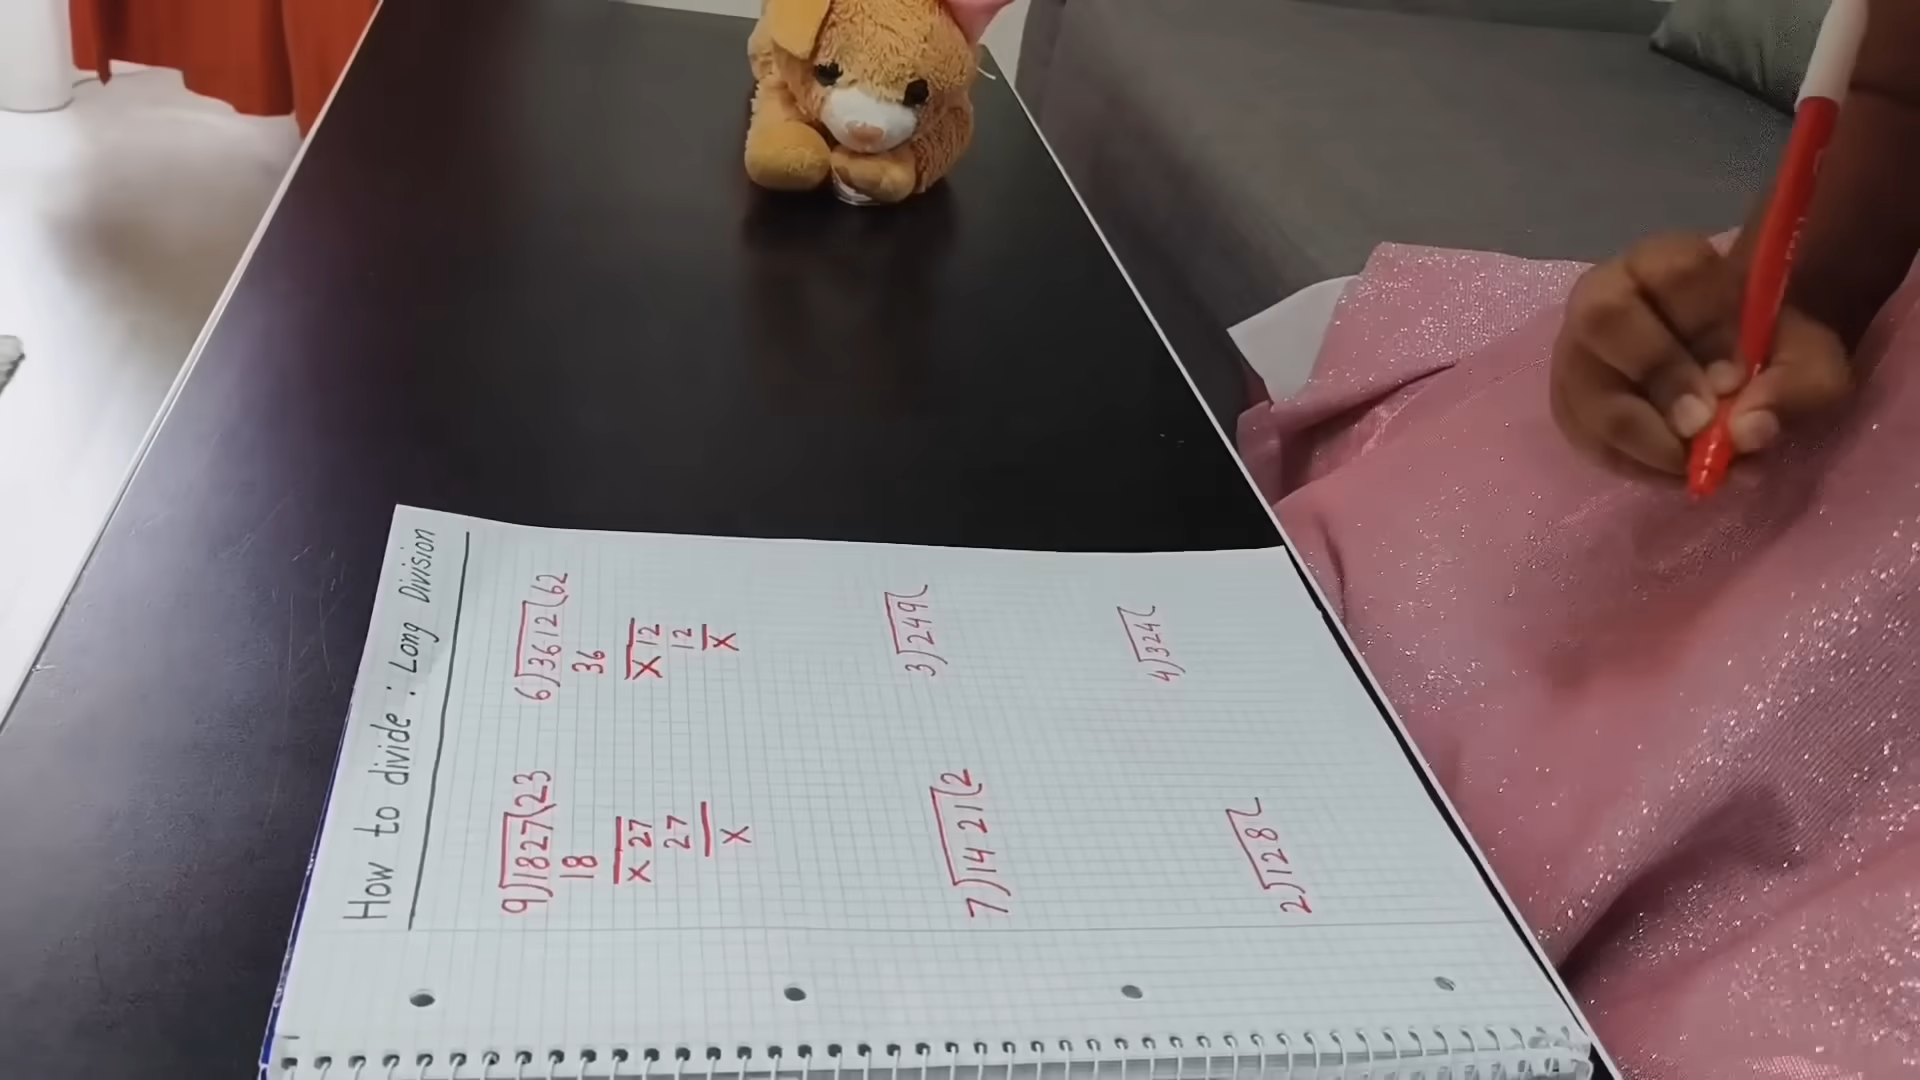 How to divide : Long Division
9)1827(23
18
x 27
27
x
6)3612(62
36
x 12
12
x
7)1421(2
3)249(
2)128(
4)324(